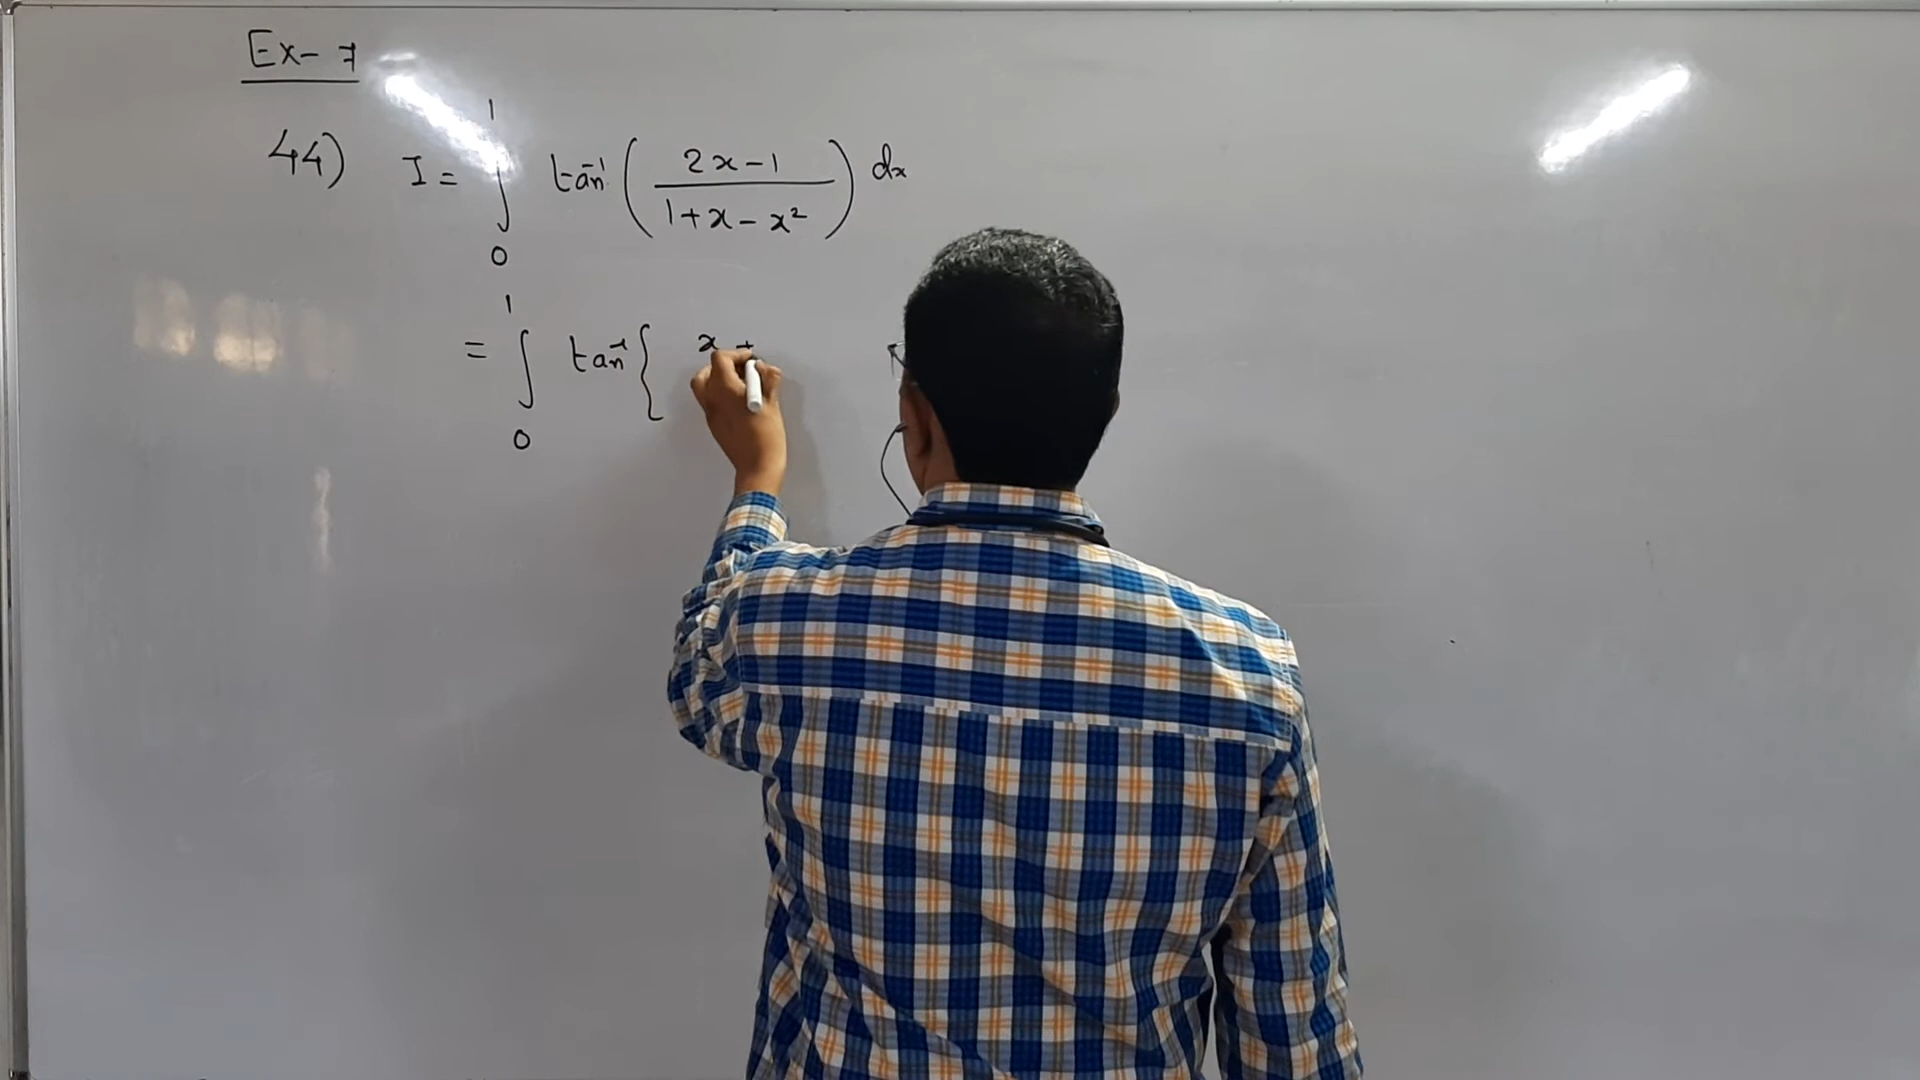 Ex- 7
44) I = ∫₀¹ tan⁻¹ ( (2x-1) / (1+x-x²) ) dx
= ∫₀¹ tan⁻¹ { x +